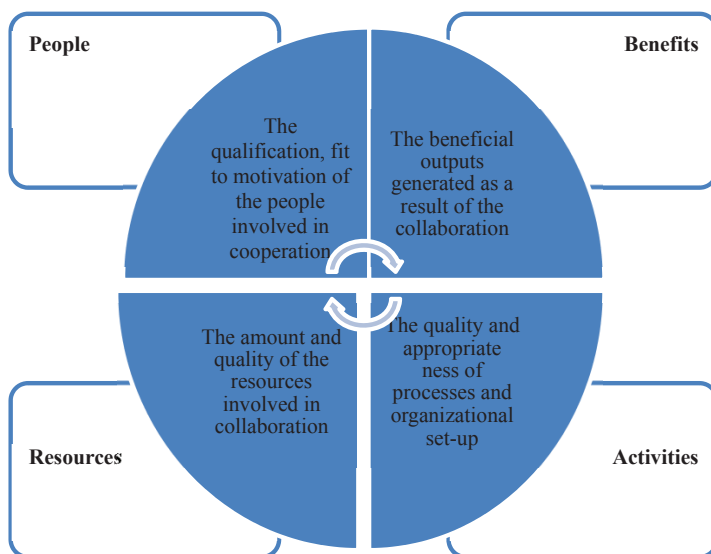 People
The
qualification, fit
to motivation of
the people
involved in
cooperation
Benefits
The beneficial
outputs
generated as a
result of the
collaboration
Resources
The amount and
quality of the
resources
involved in
collaboration
Activities
The quality and
appropriate
ness of
processes and
organizational
set-up